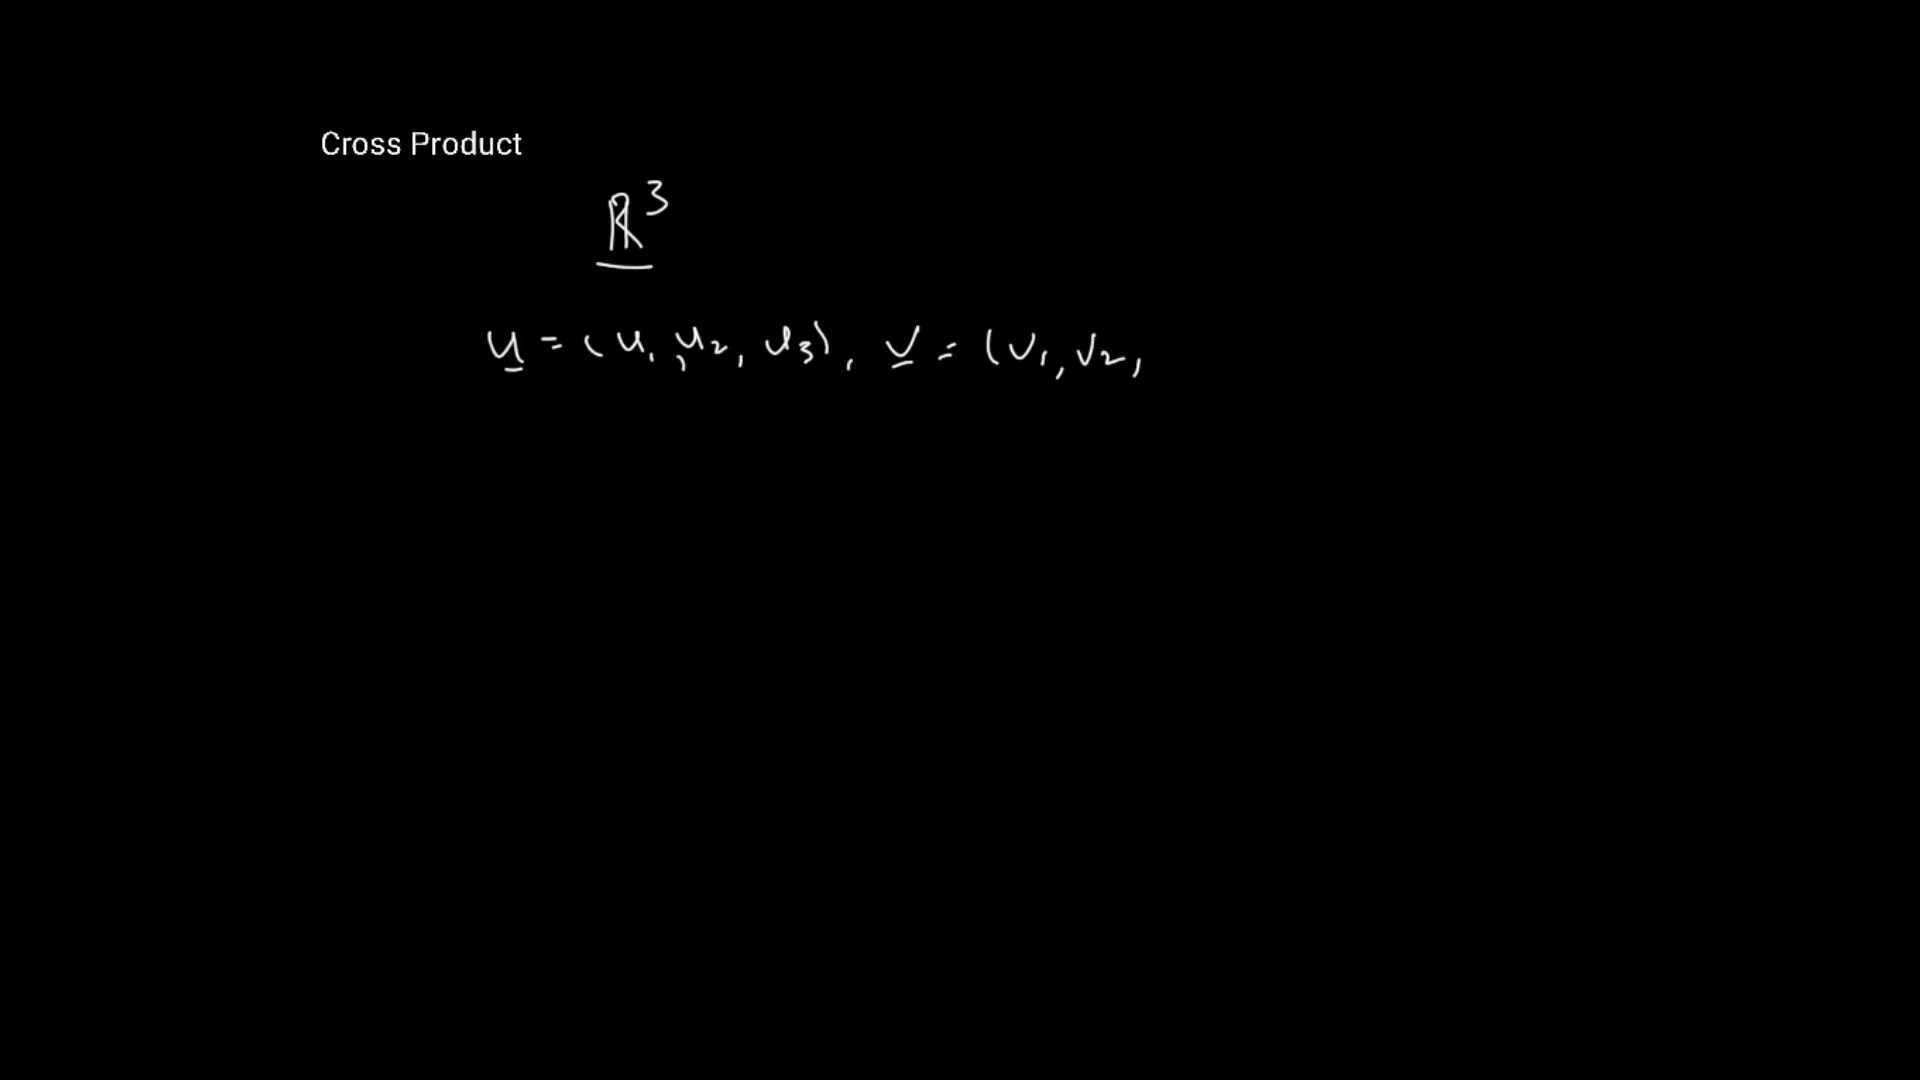 Cross Product
ℝ³
u = (u₁, u₂, u₃), v = (v₁, v₂,